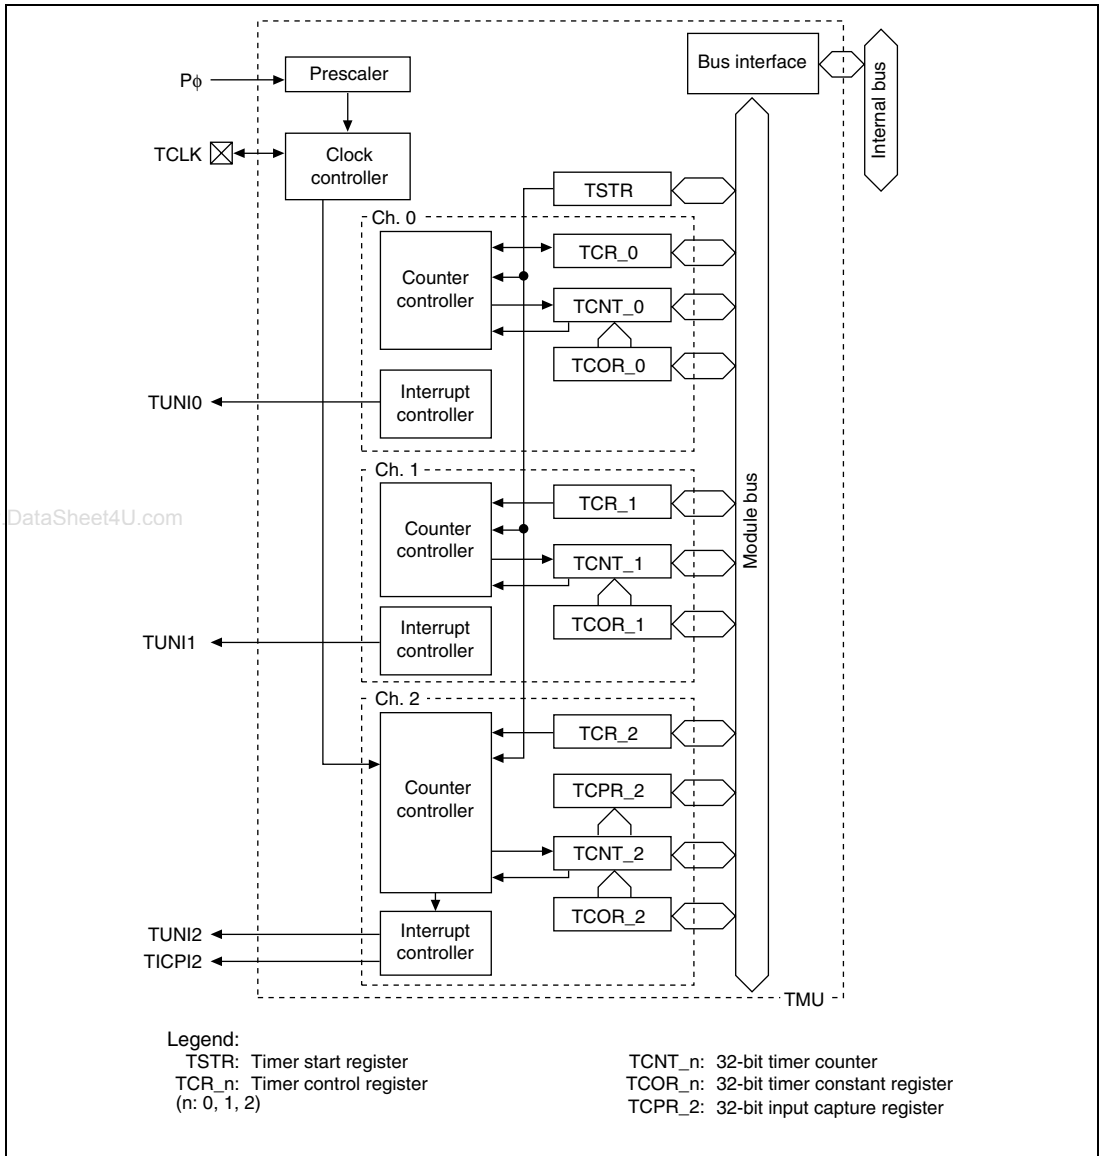 Pφ
Prescaler
Bus interface
Internal bus
TCLK
Clock
controller
TSTR
Ch. 0
Counter
controller
TCR_0
TCNT_0
TCOR_0
Interrupt
controller
TUNI0
Ch. 1
.DataSheet4U.com
Counter
controller
TCR_1
TCNT_1
TCOR_1
Module bus
Interrupt
controller
TUNI1
Ch. 2
Counter
controller
TCR_2
TCPR_2
TCNT_2
TCOR_2
Interrupt
controller
TUNI2
TICPI2
TMU
Legend:
TSTR: Timer start register
TCR_n: Timer control register
(n: 0, 1, 2)
TCNT_n: 32-bit timer counter
TCOR_n: 32-bit timer constant register
TCPR_2: 32-bit input capture register